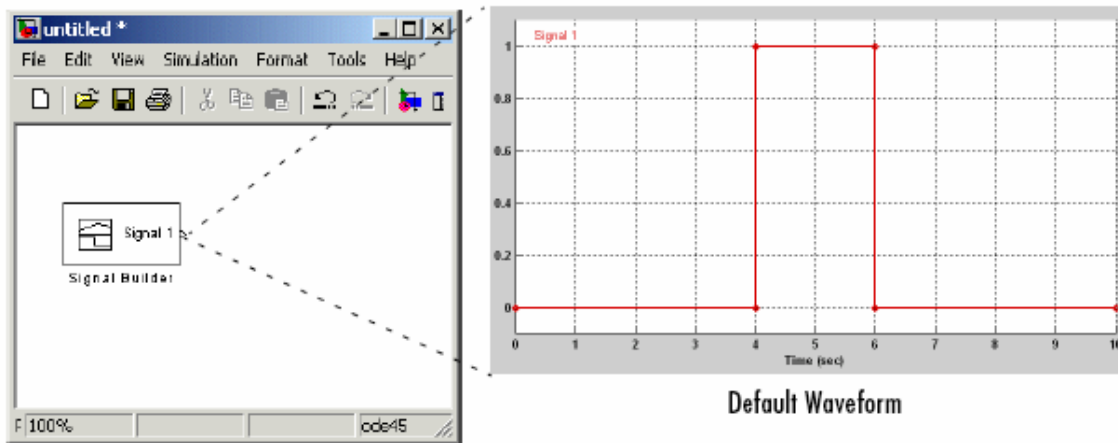 untitled *
File Edit View Simulation Format Tools Help
Signal 1
Signal Builder
100%
ode45
Signal 1
1
0.8
0.6
0.4
0.2
0
0 1 2 3 4 5 6 7 8 9 10
Time (sec)
Default Waveform